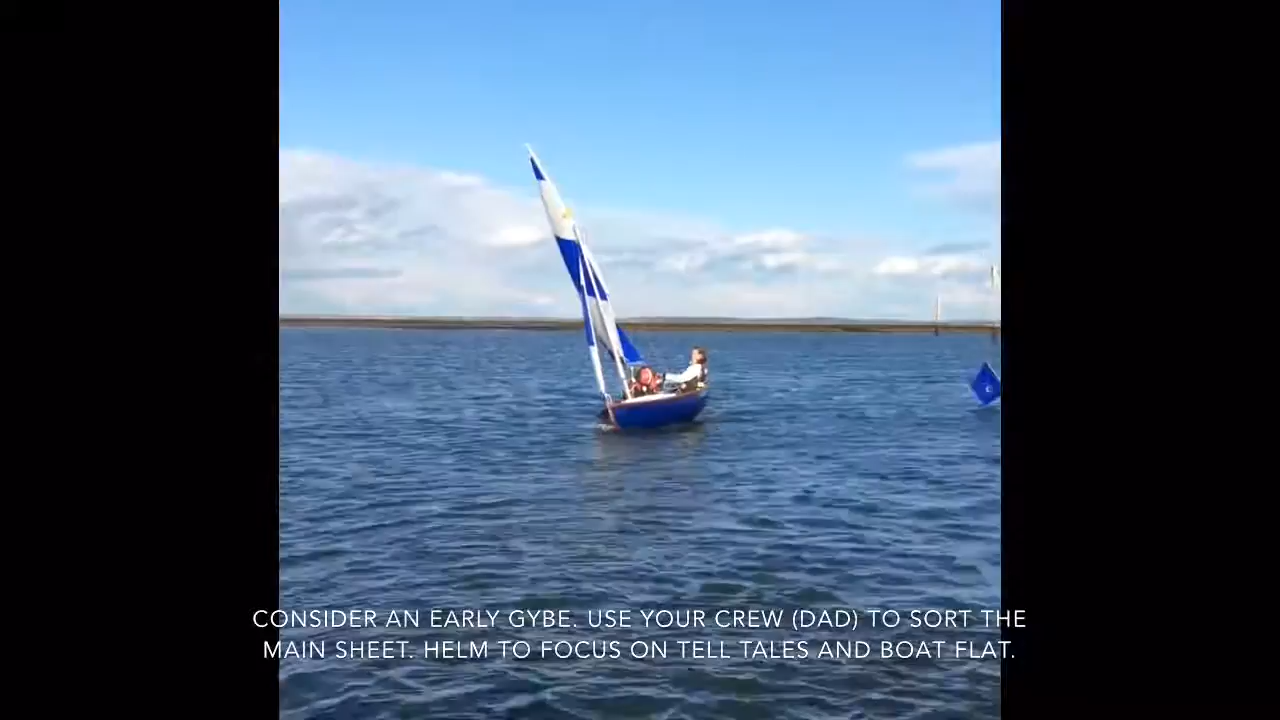 CONSIDER AN EARLY GYBE. USE YOUR CREW (DAD) TO SORT THE
MAIN SHEET. HELM TO FOCUS ON TELL TALES AND BOAT FLAT.